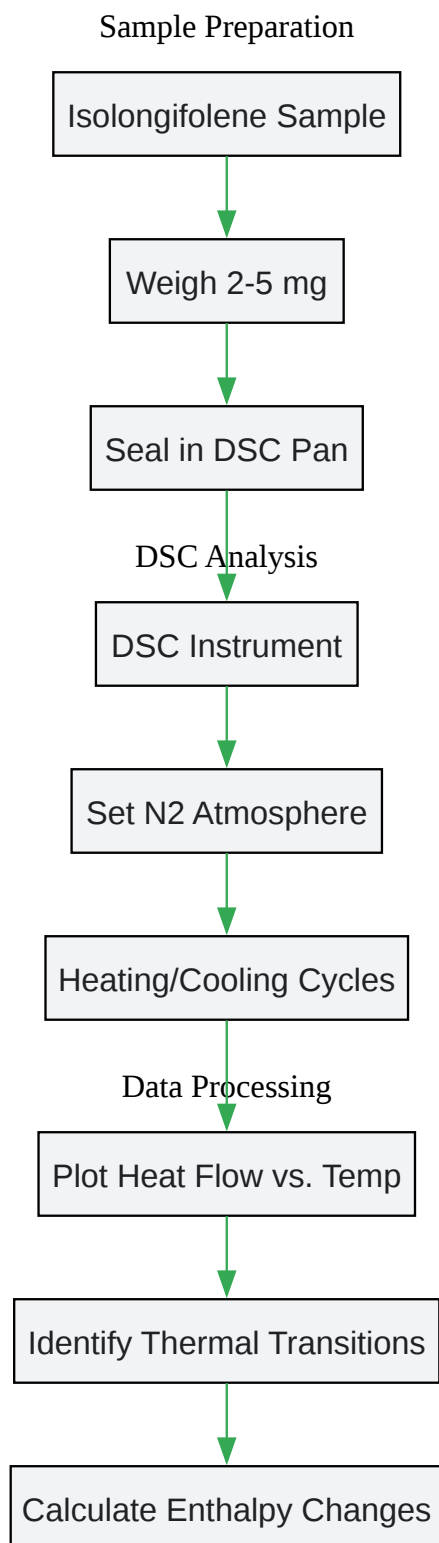 Sample Preparation
Isolongifolene Sample
Weigh 2-5 mg
Seal in DSC Pan
DSC Analysis
DSC Instrument
Set N2 Atmosphere
Heating/Cooling Cycles
Data Processing
Plot Heat Flow vs. Temp
Identify Thermal Transitions
Calculate Enthalpy Changes